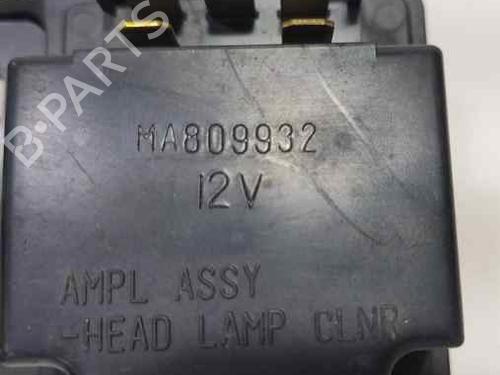 MA809932
12V
AMPL ASSY
-HEAD LAMP CLNR
B-PARTS